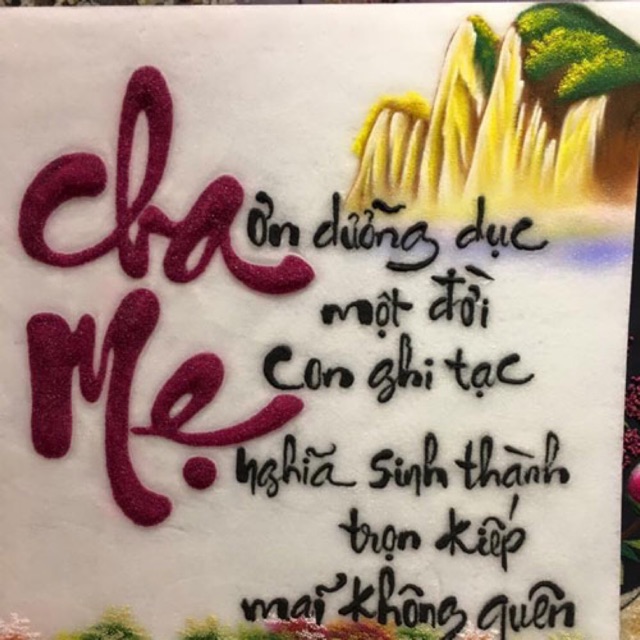 cha ơn dưỡng dục
một đời
con ghi tạc
Mẹ nghĩa sinh thành
trọn kiếp
mãi không quên